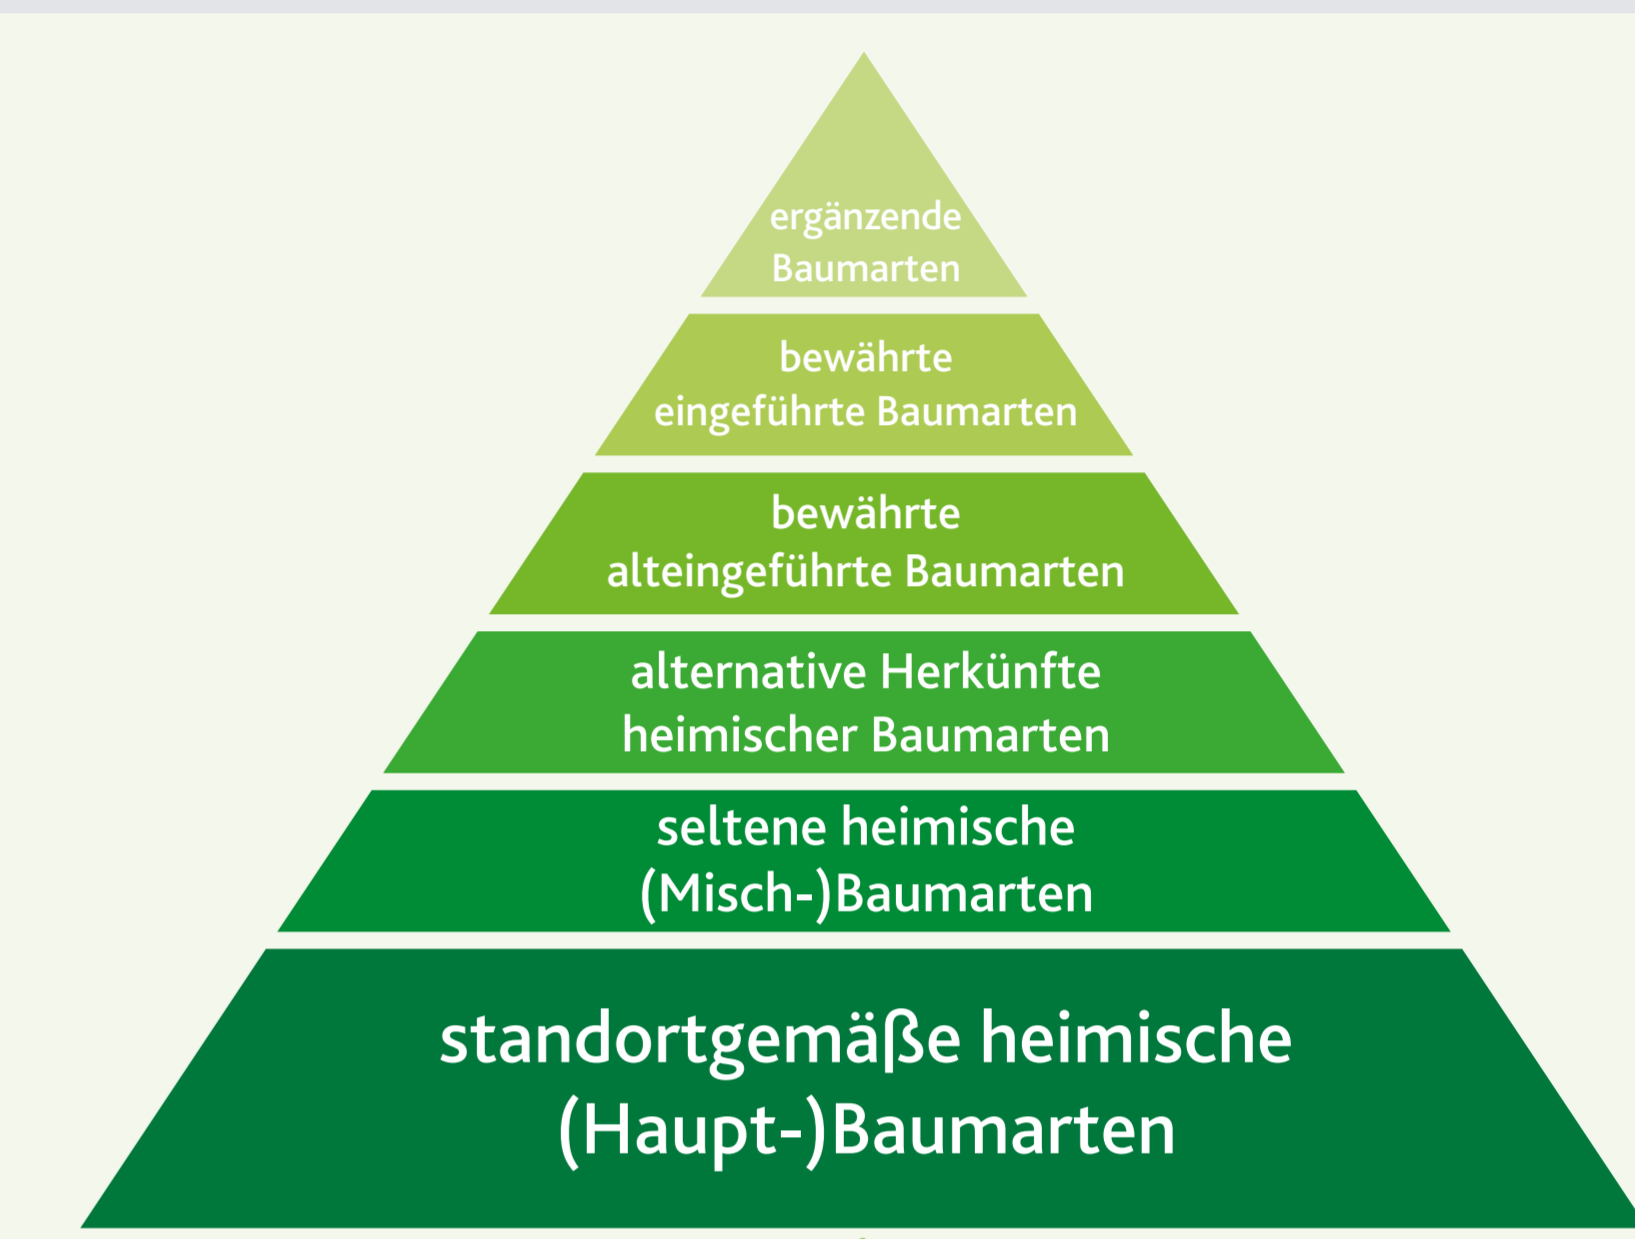 ergänzende
Baumarten
bewährte
eingeführte Baumarten
bewährte
alteingeführte Baumarten
alternative Herkünfte
heimischer Baumarten
seltene heimische
(Misch-)Baumarten
standortgemäße heimische
(Haupt-)Baumarten